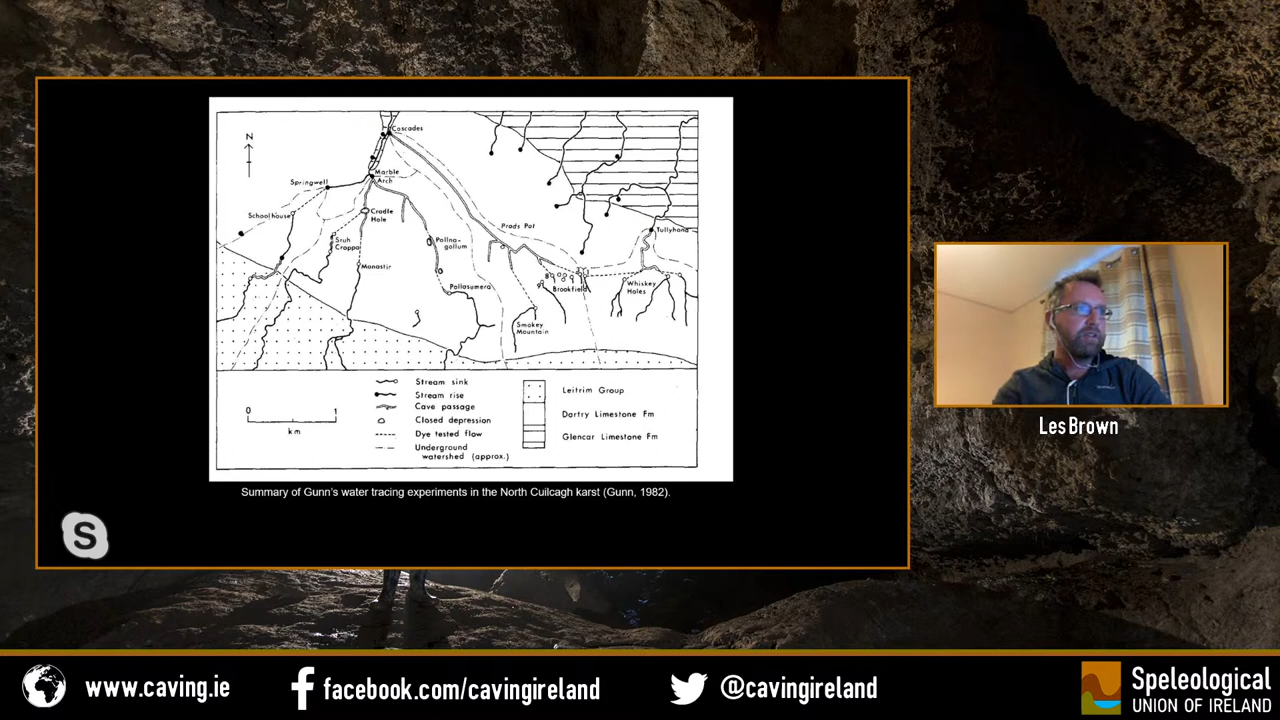 N
Cascades
Marble
Arch
Springwell
Schoolhouse
Cradle
Hole
Sruh
Croppa
Monastir
Pollna-
gollum
Pollasumera
Prods Pot
Tullyhona
Brookfield
Whiskey
Holes
Smokey
Mountain
0 1
km
Stream sink
Stream rise
Cave passage
Closed depression
Dye tested flow
Underground
watershed (approx.)
Leitrim Group
Dartry Limestone Fm
Glencar Limestone Fm
Summary of Gunn's water tracing experiments in the North Cuilcagh karst (Gunn, 1982).
S
Les Brown
www.caving.ie
facebook.com/cavingireland
@cavingireland
Speleological
UNION OF IRELAND